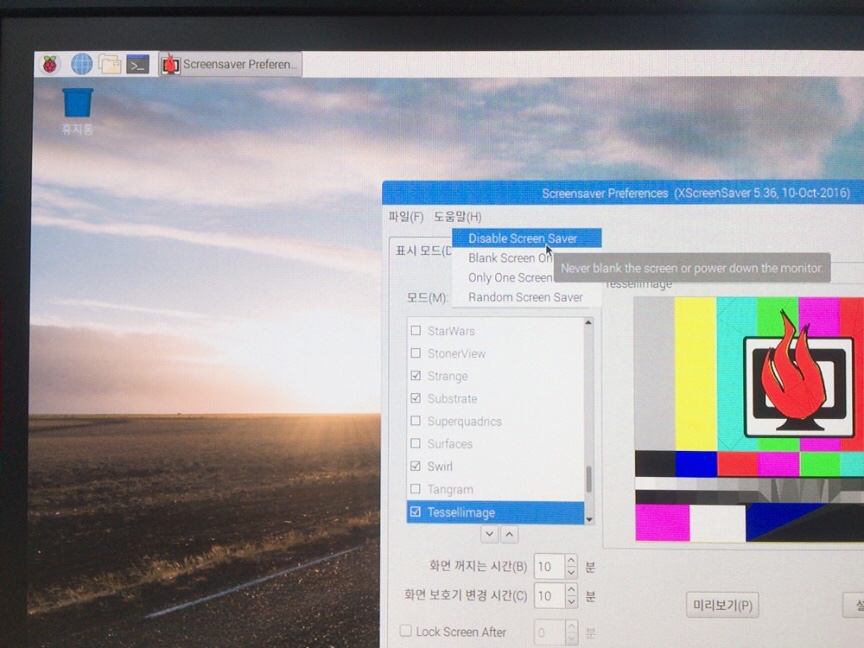 Screensaver Preferen...
휴지통
Screensaver Preferences (XScreenSaver 5.36, 10-Oct-2016)
파일(F) 도움말(H)
표시 모드(D
Disable Screen Saver
Blank Screen On
Only One Screen
Random Screen Saver
Never blank the screen or power down the monitor.
모드(M):
Tessellimage
StarWars
StonerView
Strange
Substrate
Superquadrics
Surfaces
Swirl
Tangram
Tessellimage
화면 꺼지는 시간(B) 10 분
화면 보호기 변경 시간(C) 10 분
미리보기(P)
Lock Screen After 0 분